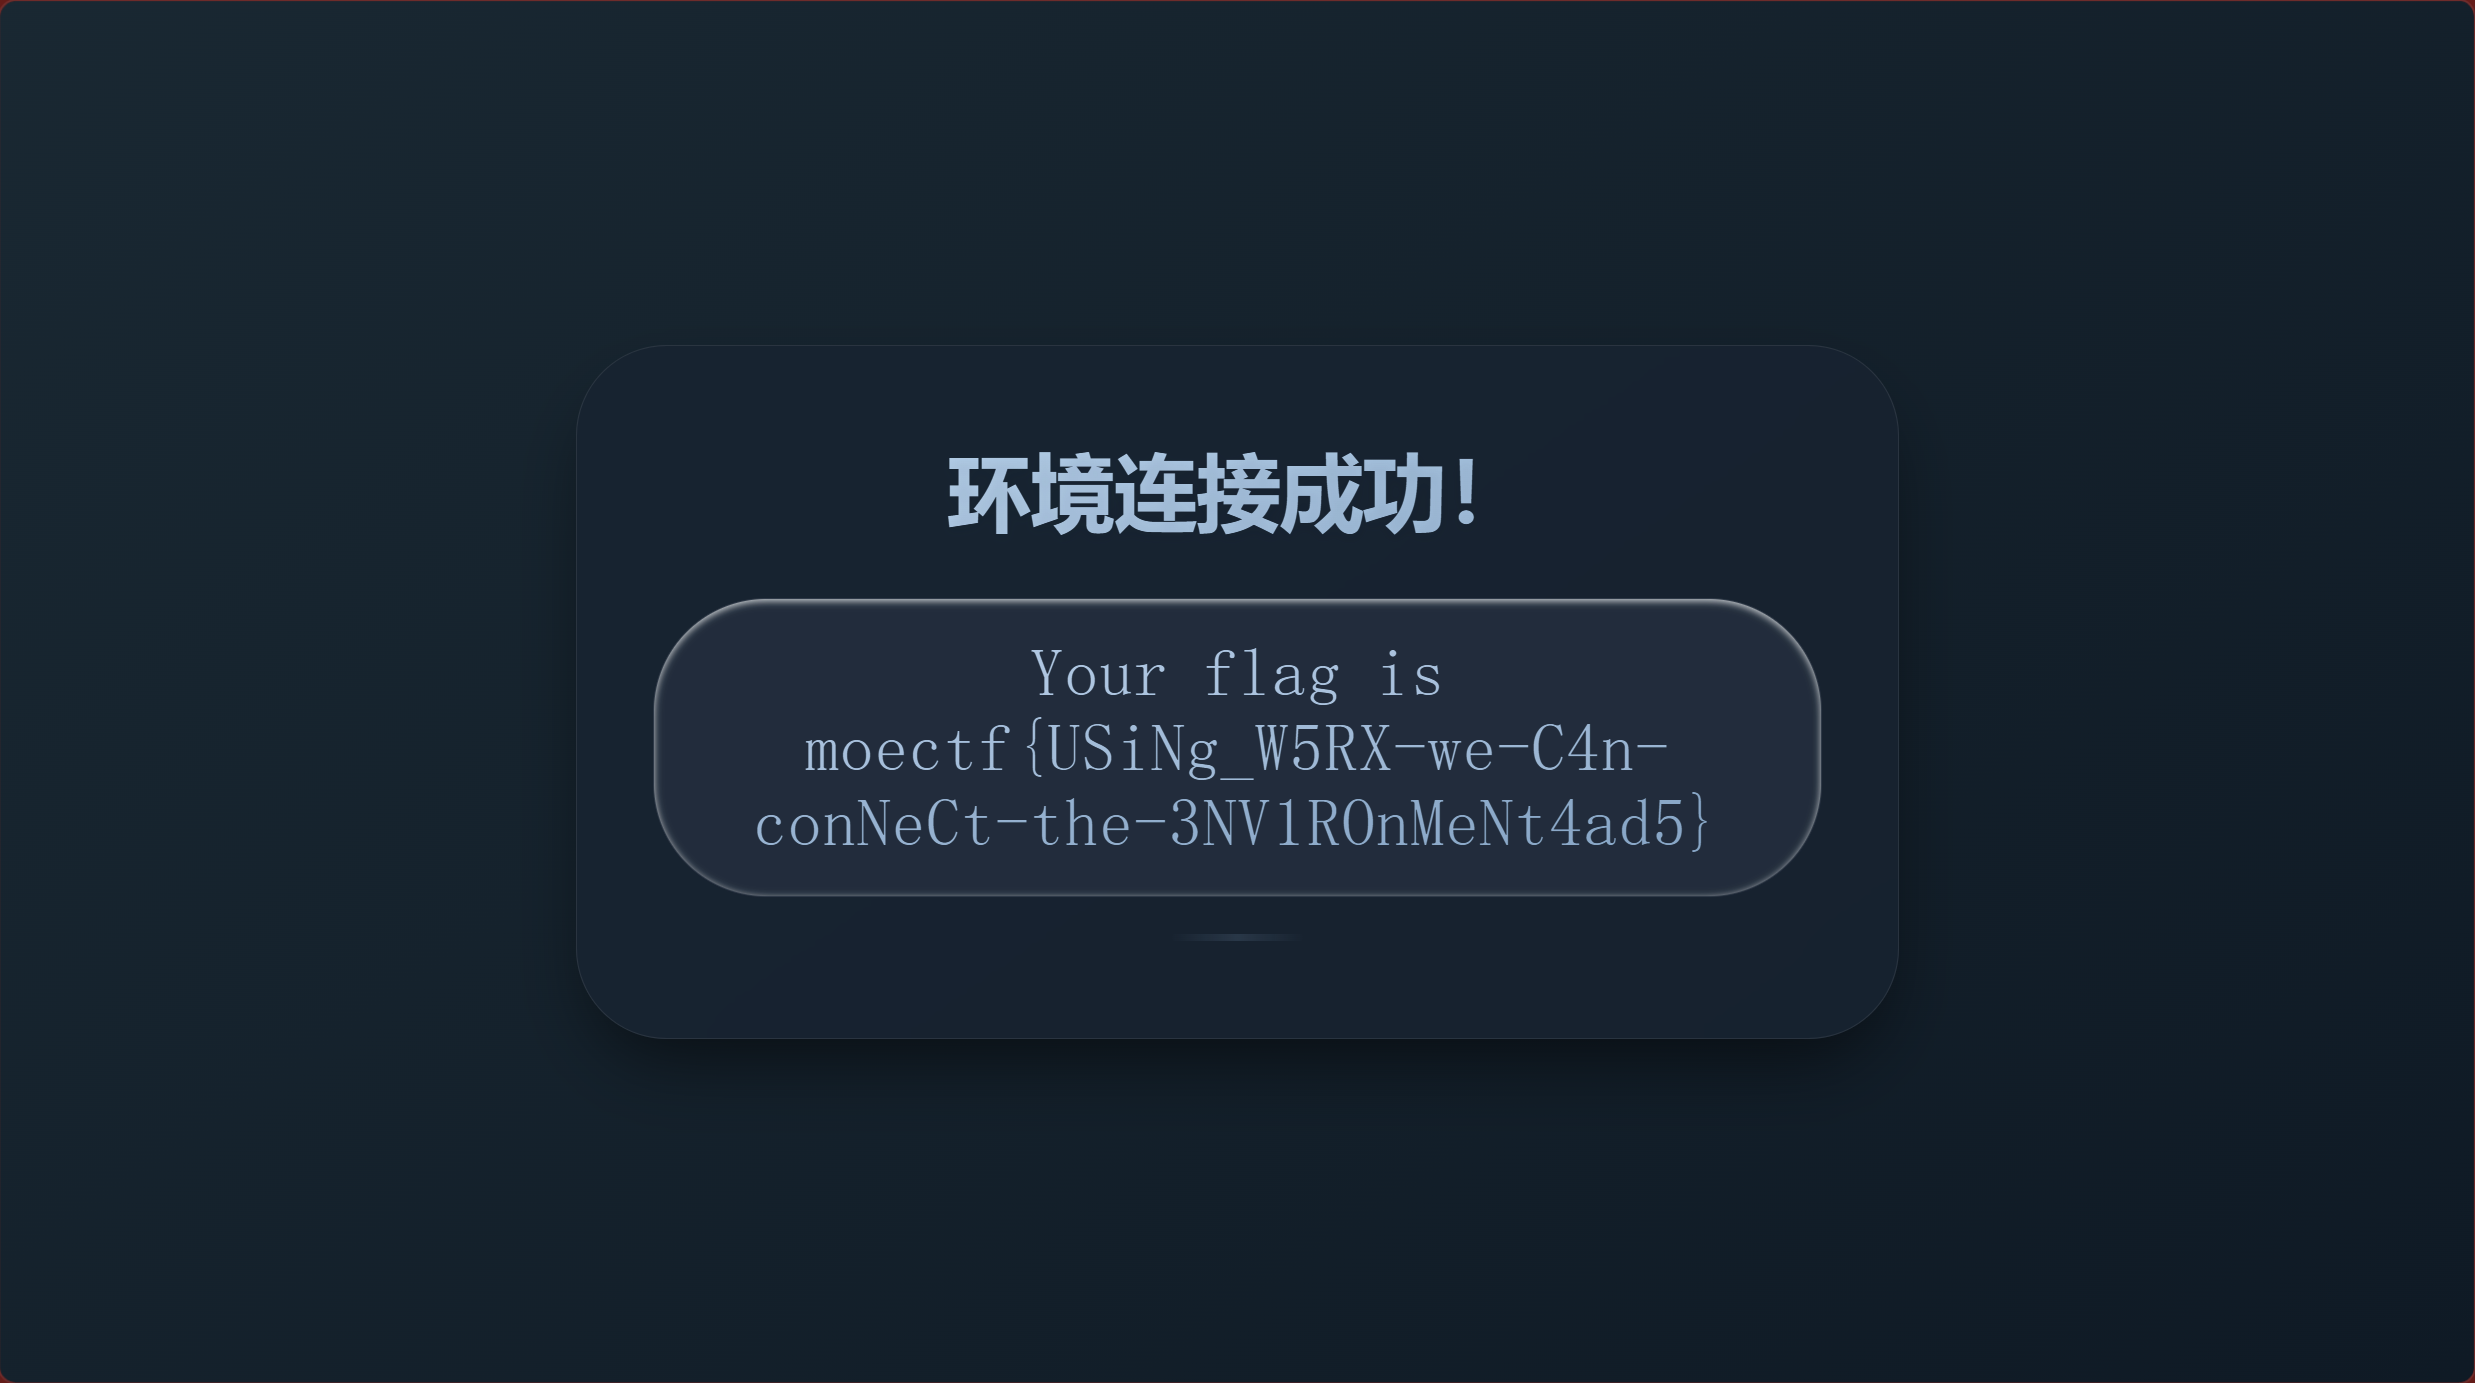 环境连接成功！
Your flag is
moectf{USiNg_W5RX-we-C4n-
conNeCt-the-3NV1ROnMeNt4ad5}